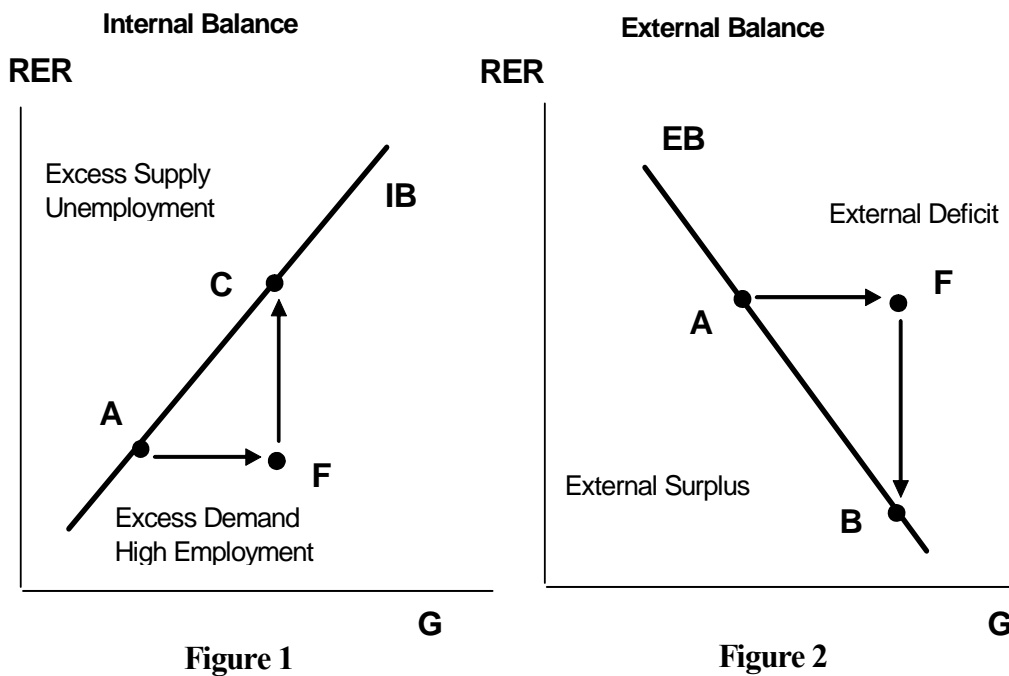 Internal Balance
RER
Excess Supply
Unemployment
IB
C
A
F
Excess Demand
High Employment
G
Figure 1
External Balance
RER
EB
External Deficit
F
A
External Surplus
B
G
Figure 2